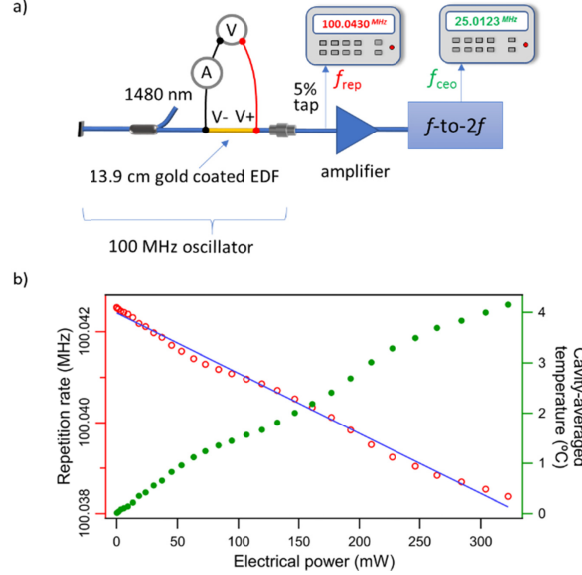 a)
100.0430 MHz
25.0123 MHz
V
A
1480 nm
V- V+
5%
tap
frep
fceo
f-to-2f
13.9 cm gold coated EDF
amplifier
100 MHz oscillator
b)
Repetition rate (MHz)
100.042
100.040
100.038
4
3
2
1
0
Cavity-averaged
temperature (ºC)
0 50 100 150 200 250 300
Electrical power (mW)